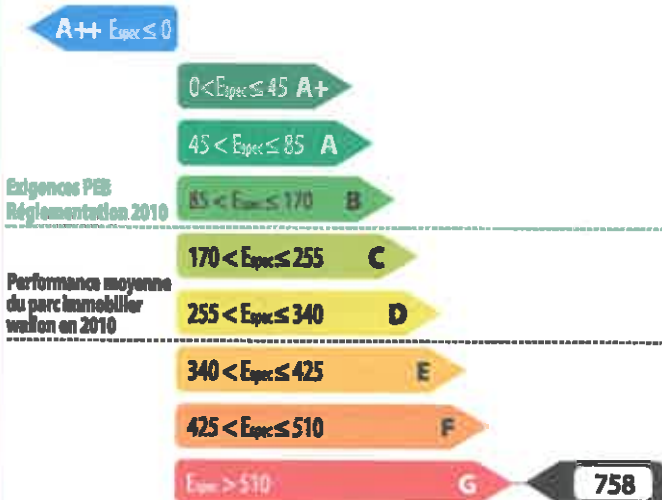 A++ Espec ≤ 0
0 < Espec ≤ 45 A+
45 < Espec ≤ 85 A
Exigences PEB
Réglementation 2010
85 < Espec ≤ 170 B
170 < Espec ≤ 255 C
Performance moyenne
du parc immobilier
wallon en 2010
255 < Espec ≤ 340 D
340 < Espec ≤ 425 E
425 < Espec ≤ 510 F
Espec > 510 G
758